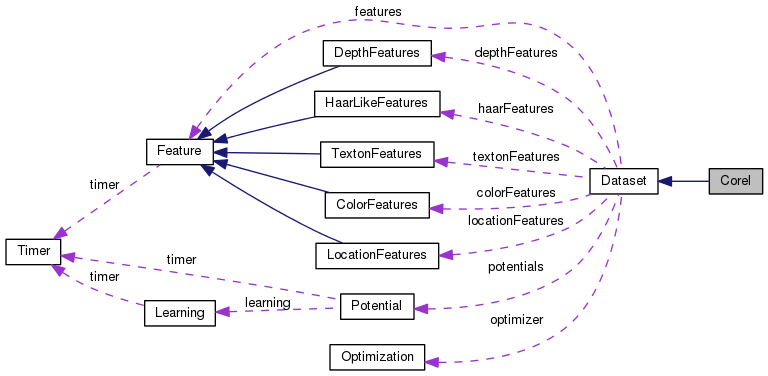 features
DepthFeatures
depthFeatures
HaarLikeFeatures
haarFeatures
Feature
TextonFeatures
textonFeatures
Dataset
Corel
timer
ColorFeatures
colorFeatures
LocationFeatures
locationFeatures
Timer
timer
potentials
timer
Learning
learning
Potential
optimizer
Optimization